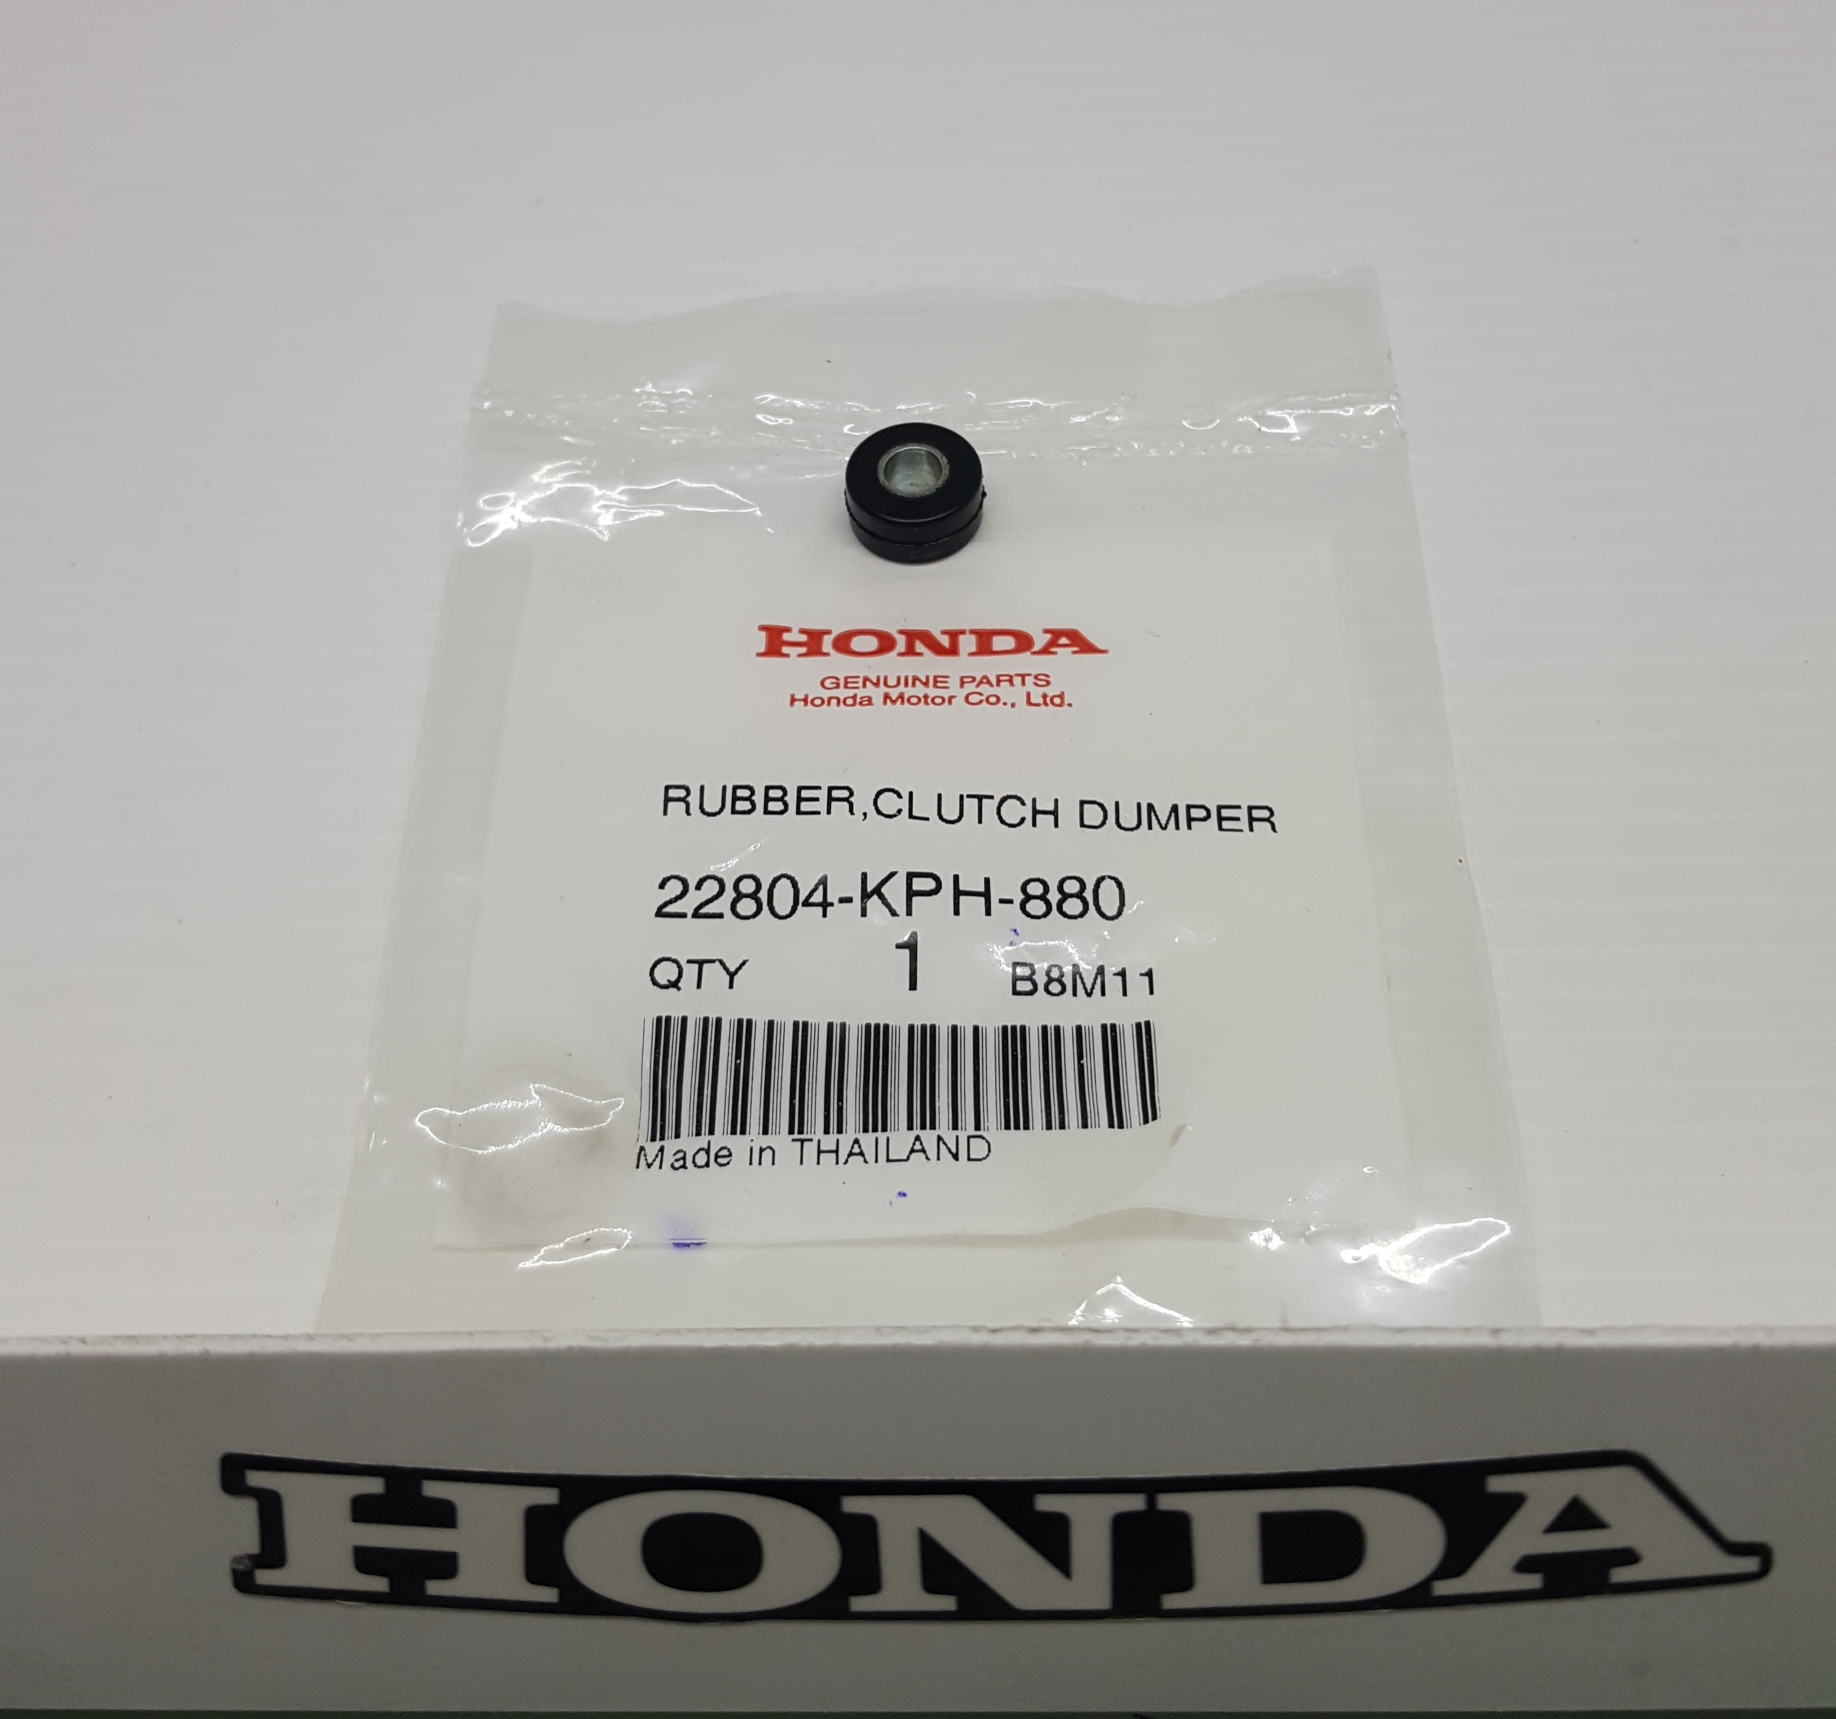 HONDA
GENUINE PARTS
Honda Motor Co., Ltd.
RUBBER,CLUTCH DUMPER
22804-KPH-880
QTY 1 B8M11
Made in THAILAND
HONDA